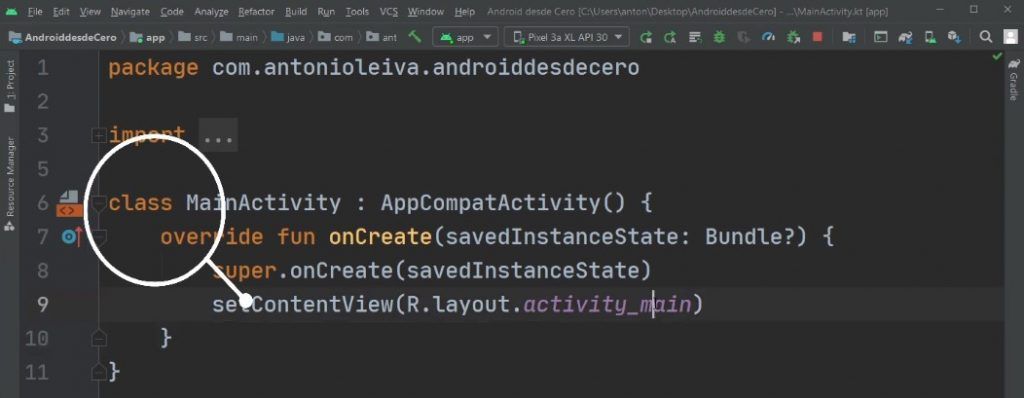 File Edit View Navigate Code Analyze Refactor Build Run Tools VCS Window Help Android desde Cero [C:\Users\anton\Desktop\AndroiddesdeCero] - ...\MainActivity.kt [app]
AndroiddesdeCero app src main java com ant app Pixel 3a XL API 30
1: Project
Resource Manager
Gradle
1 package com.antonioleiva.androiddesdecero
2
3 import ...
5
6 class MainActivity : AppCompatActivity() {
7 override fun onCreate(savedInstanceState: Bundle?) {
8 super.onCreate(savedInstanceState)
9 setContentView(R.layout.activity_main)
10 }
11 }